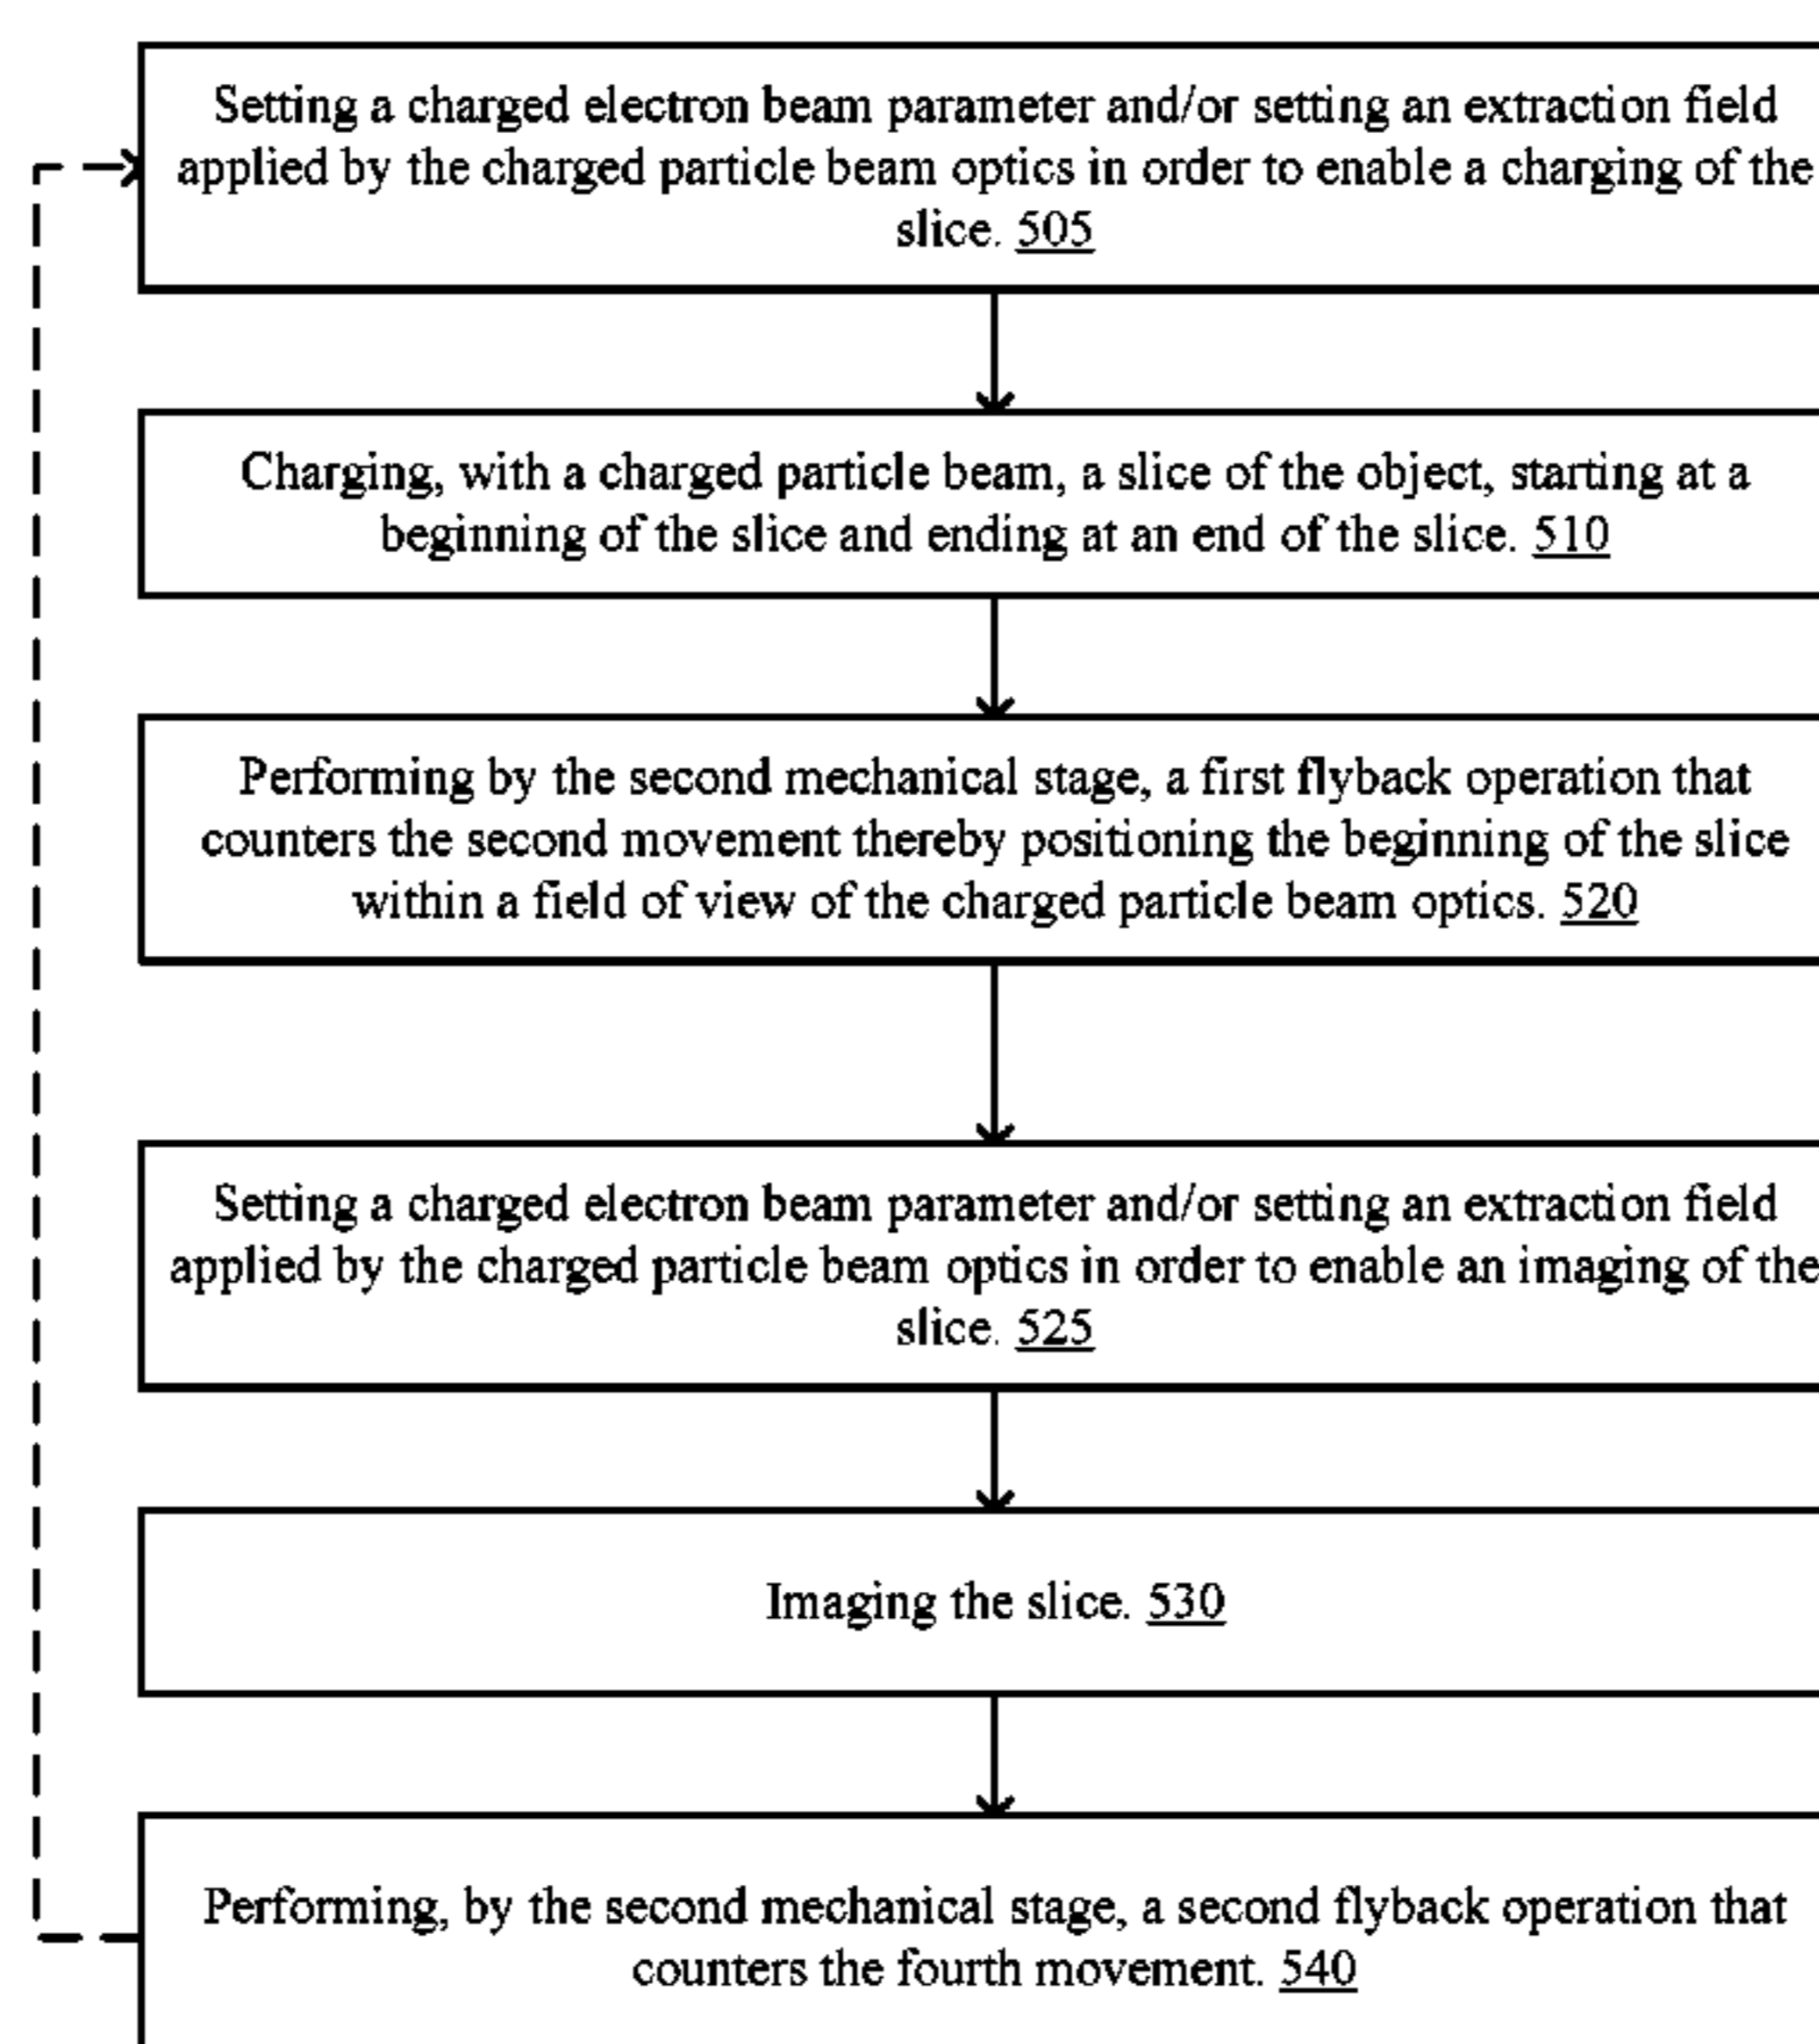 Setting a charged electron beam parameter and/or setting an extraction field
applied by the charged particle beam optics in order to enable a charging of the
slice. 505
Charging, with a charged particle beam, a slice of the object, starting at a
beginning of the slice and ending at an end of the slice. 510
Performing by the second mechanical stage, a first flyback operation that
counters the second movement thereby positioning the beginning of the slice
within a field of view of the charged particle beam optics. 520
Setting a charged electron beam parameter and/or setting an extraction field
applied by the charged particle beam optics in order to enable an imaging of the
slice. 525
Imaging the slice. 530
Performing, by the second mechanical stage, a second flyback operation that
counters the fourth movement. 540